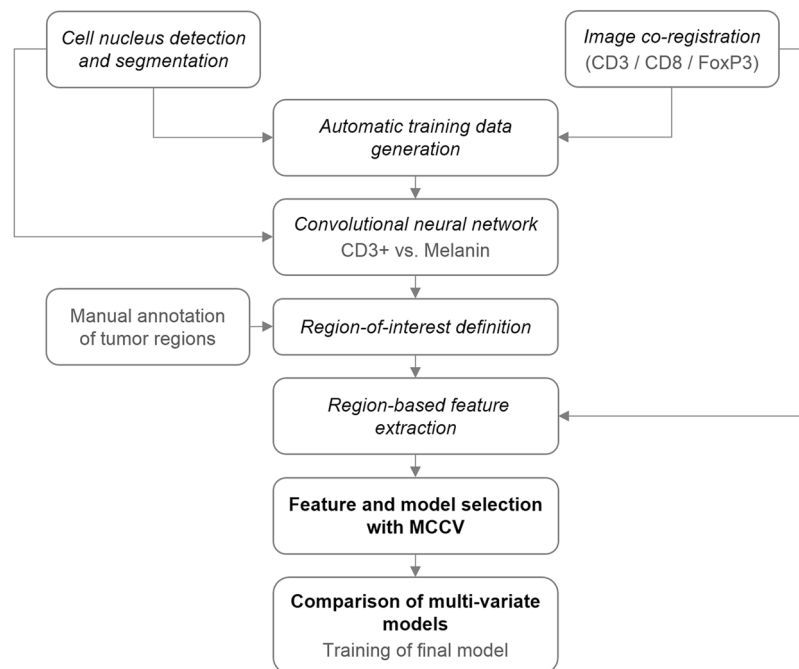 Cell nucleus detection
and segmentation
Image co-registration
(CD3 / CD8 / FoxP3)
Automatic training data
generation
Convolutional neural network
CD3+ vs. Melanin
Manual annotation
of tumor regions
Region-of-interest definition
Region-based feature
extraction
Feature and model selection
with MCCV
Comparison of multi-variate
models
Training of final model